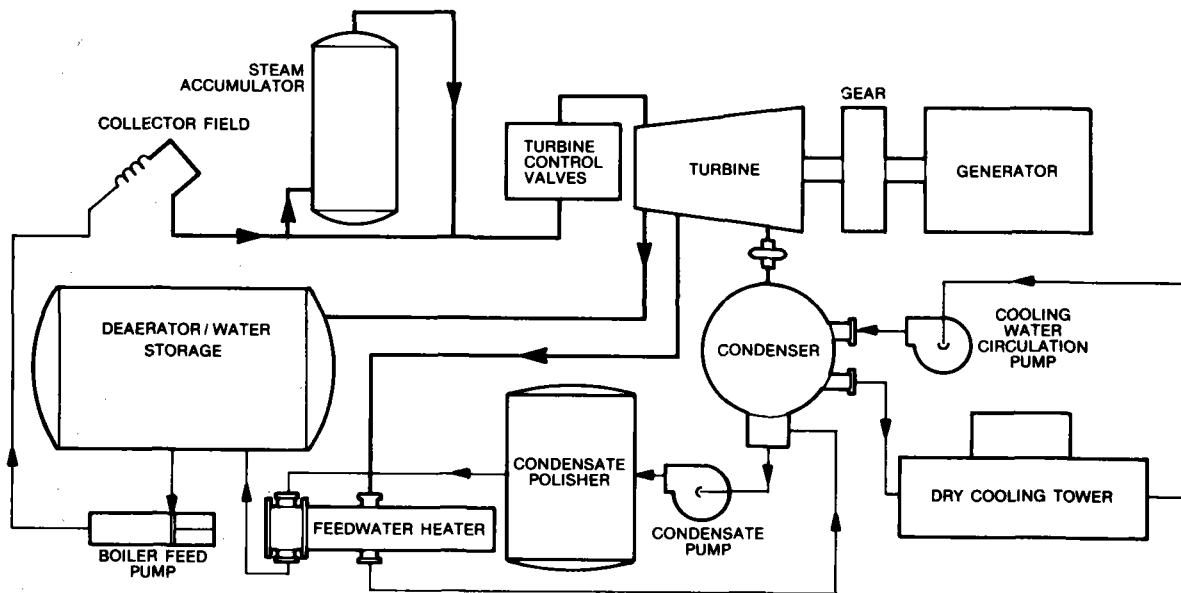 STEAM
ACCUMULATOR
COLLECTOR FIELD
GEAR
TURBINE
CONTROL
VALVES
TURBINE
GENERATOR
DEAERATOR/WATER
STORAGE
CONDENSER
COOLING
WATER
CIRCULATION
PUMP
CONDENSATE
POLISHER
DRY COOLING TOWER
FEEDWATER HEATER
CONDENSATE
PUMP
BOILER FEED
PUMP